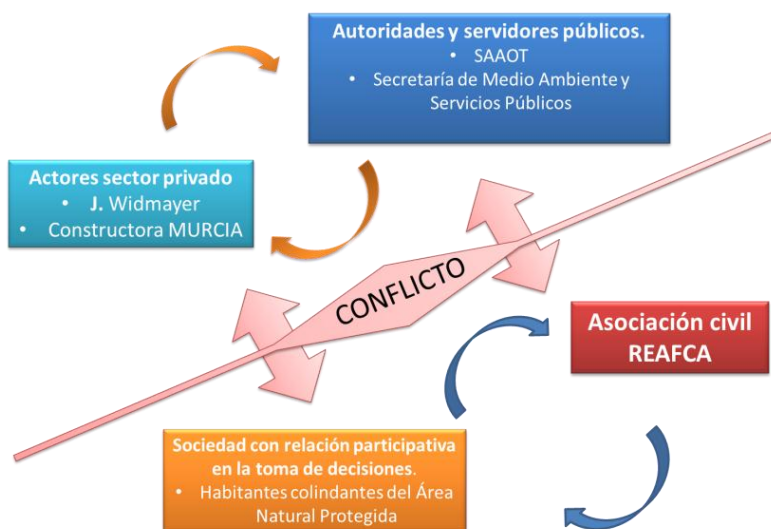 Autoridades y servidores públicos.
• SAAOT
• Secretaría de Medio Ambiente y
Servicios Públicos
Actores sector privado
• J. Widmayer
• Constructora MURCIA
CONFLICTO
Asociación civil
REAFCA
Sociedad con relación participativa
en la toma de decisiones.
• Habitantes colindantes del Área
Natural Protegida